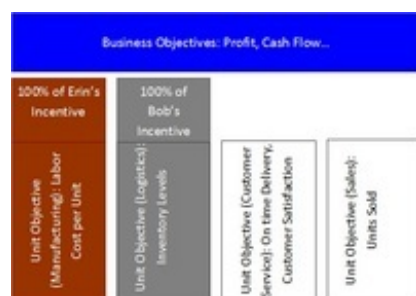 Business Objectives: Profit, Cash Flow...
100% of Erin's
Incentive
100% of
Bob's
Incentive
Unit Objective
(Manufacturing): Labor
Cost per Unit
Unit Objective (Logistics):
Inventory Levels
Unit Objective (Customer
Service): On time Delivery,
Customer Satisfaction
Unit Objective (Sales):
Units Sold